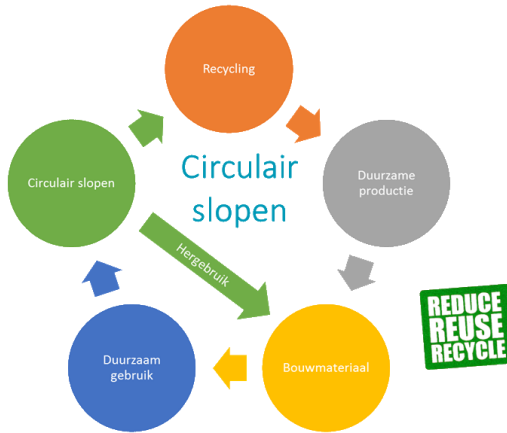 Recycling
Circulair
slopen
Circulair slopen
Duurzame
productie
Hergebruik
REDUCE
REUSE
RECYCLE
Duurzaam
gebruik
Bouwmateriaal